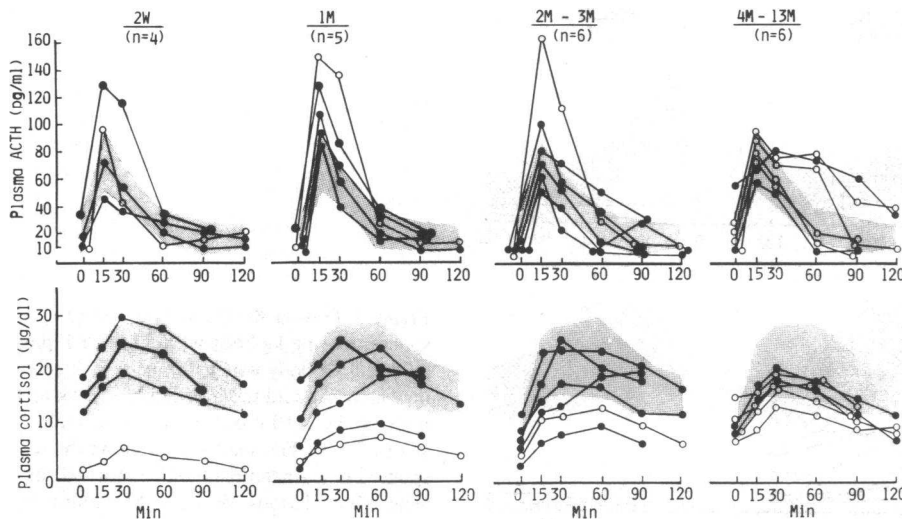 2W 1M 2M - 3M 4M - 13M
(n=4) (n=5) (n=6) (n=6)
Plasma ACTH (pg/ml)
160
140
120
100
80
60
40
20
10
0 15 30 60 90 120 0 15 30 60 90 120 0 15 30 60 90 120 0 15 30 60 90 120
Plasma cortisol (μg/dl)
30
20
10
0
0 15 30 60 90 120 0 15 30 60 90 120 0 15 30 60 90 120 0 15 30 60 90 120
Min Min Min Min